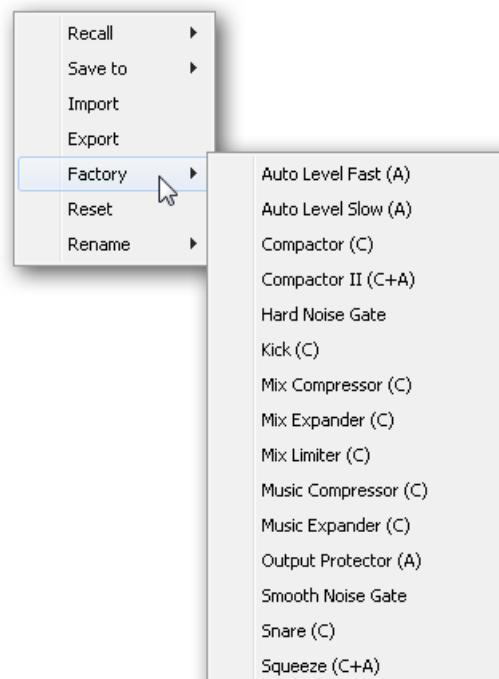 Recall
Save to
Import
Export
Factory
Reset
Rename
Auto Level Fast (A)
Auto Level Slow (A)
Compactor (C)
Compactor II (C+A)
Hard Noise Gate
Kick (C)
Mix Compressor (C)
Mix Expander (C)
Mix Limiter (C)
Music Compressor (C)
Music Expander (C)
Output Protector (A)
Smooth Noise Gate
Snare (C)
Squeeze (C+A)